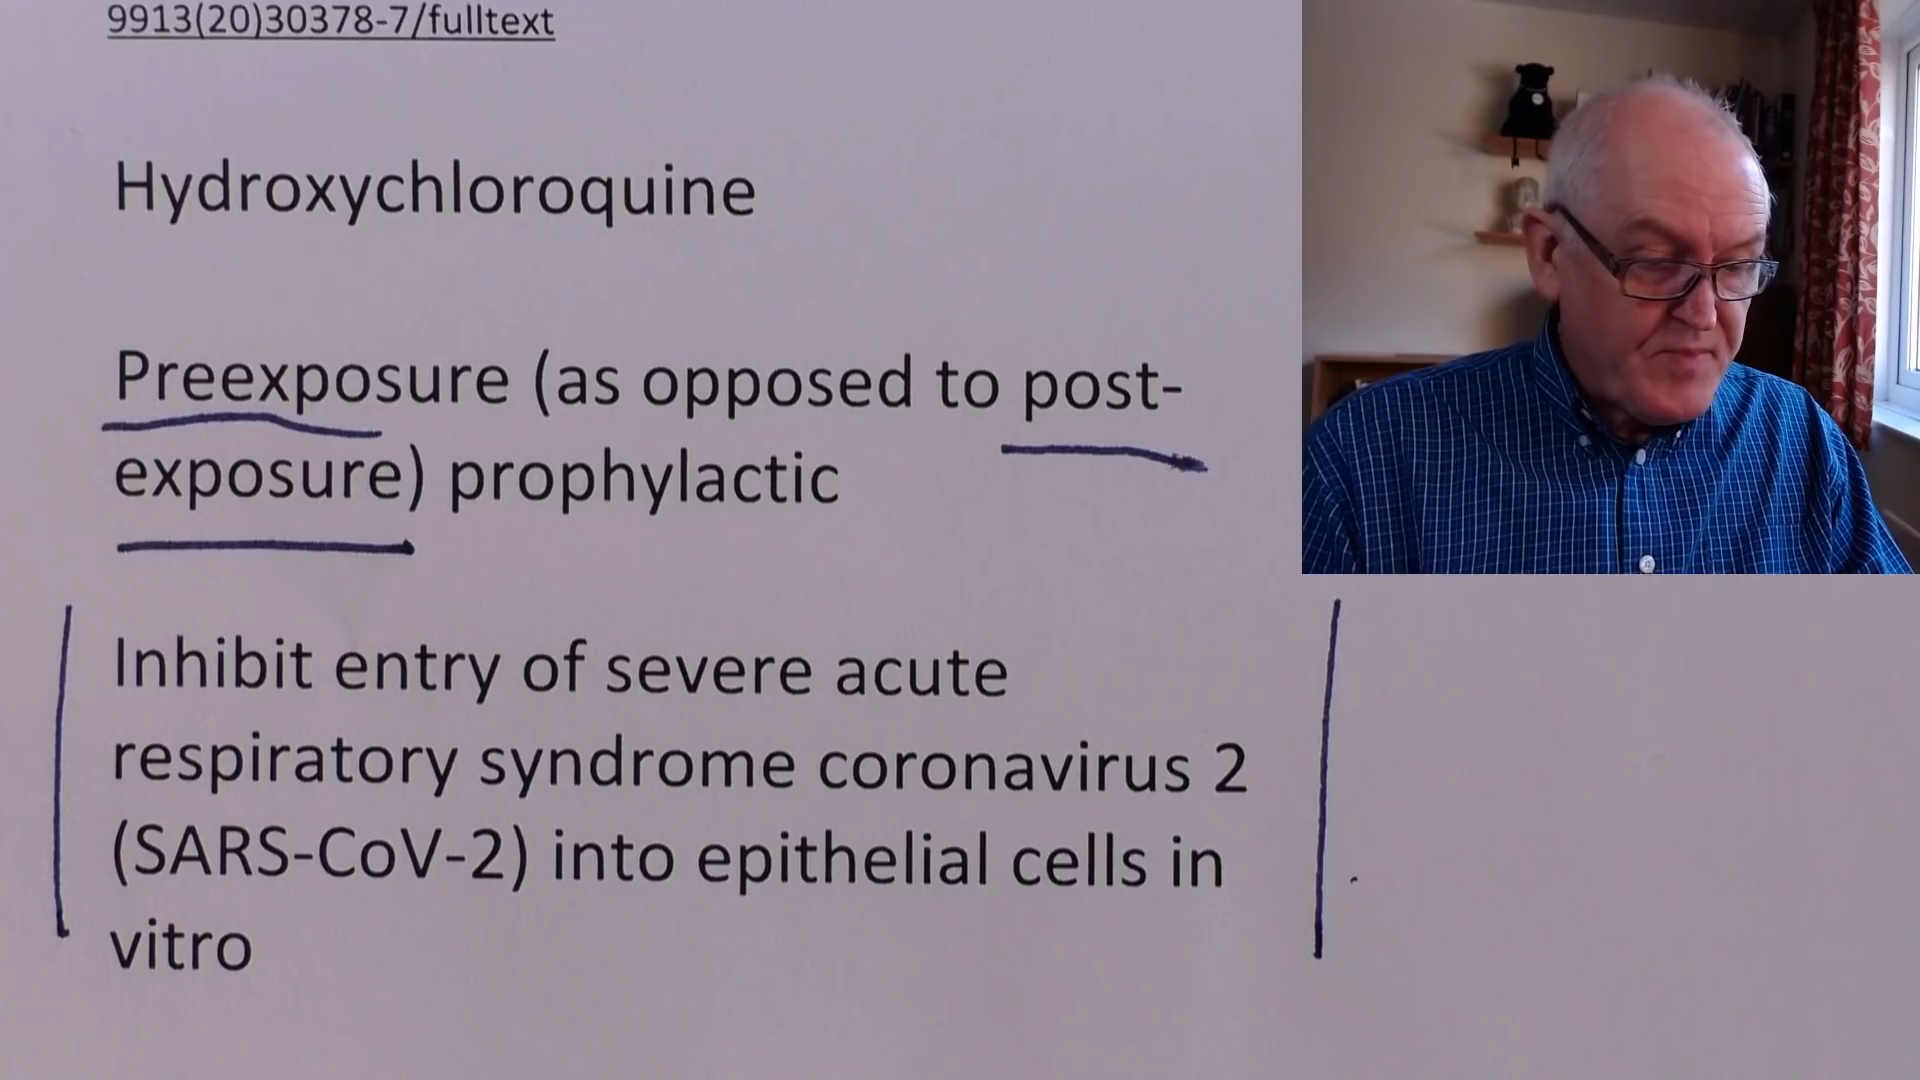 9913(20)30378-7/fulltext
Hydroxychloroquine
Preexposure (as opposed to post-
exposure) prophylactic
Inhibit entry of severe acute
respiratory syndrome coronavirus 2
(SARS-CoV-2) into epithelial cells in
vitro